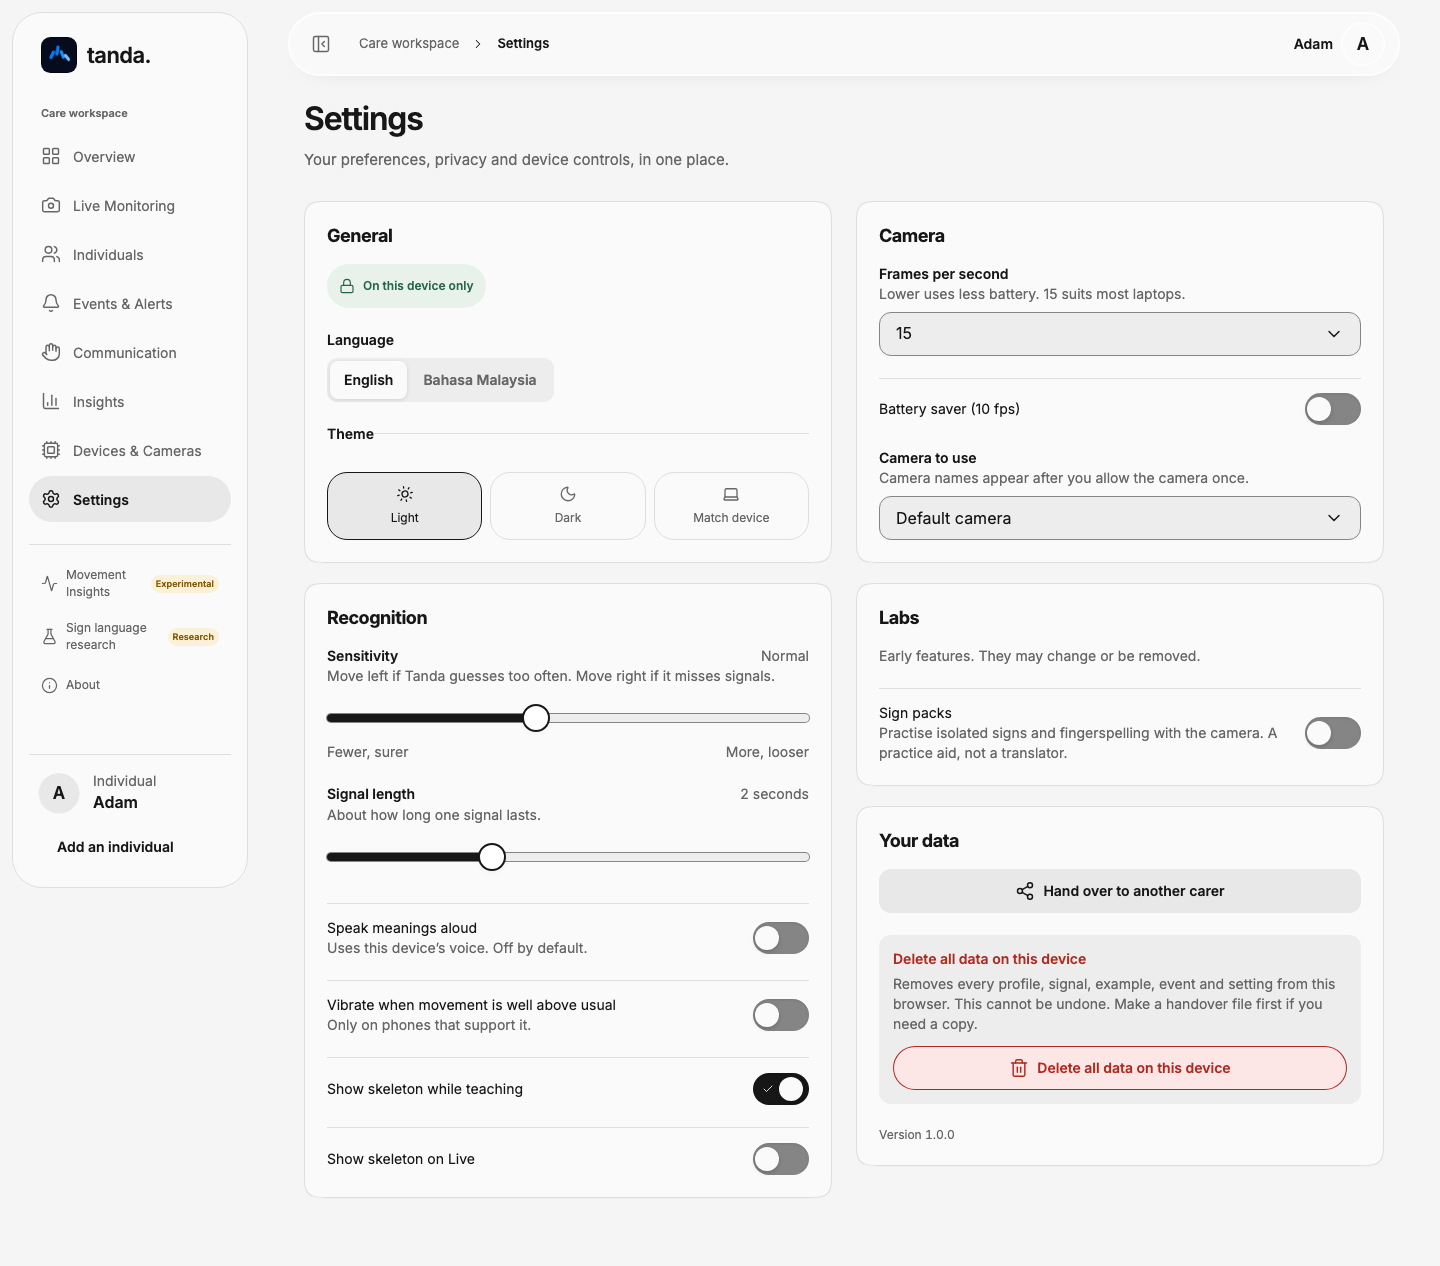 tanda.
Care workspace
Overview
Live Monitoring
Individuals
Events & Alerts
Communication
Insights
Devices & Cameras
Settings
Movement Insights
Experimental
Sign language research
Research
About
Individual
Adam
A
Add an individual
Care workspace > Settings
Adam A
Settings
Your preferences, privacy and device controls, in one place.
General
On this device only
Language
English Bahasa Malaysia
Theme
Light Dark Match device
Recognition
Sensitivity Normal
Move left if Tanda guesses too often. Move right if it misses signals.
Fewer, surer More, looser
Signal length 2 seconds
About how long one signal lasts.
Speak meanings aloud
Uses this device’s voice. Off by default.
Vibrate when movement is well above usual
Only on phones that support it.
Show skeleton while teaching
Show skeleton on Live
Camera
Frames per second
Lower uses less battery. 15 suits most laptops.
15
Battery saver (10 fps)
Camera to use
Camera names appear after you allow the camera once.
Default camera
Labs
Early features. They may change or be removed.
Sign packs
Practise isolated signs and fingerspelling with the camera. A
practice aid, not a translator.
Your data
Hand over to another carer
Delete all data on this device
Removes every profile, signal, example, event and setting from this
browser. This cannot be undone. Make a handover file first if you
need a copy.
Delete all data on this device
Version 1.0.0